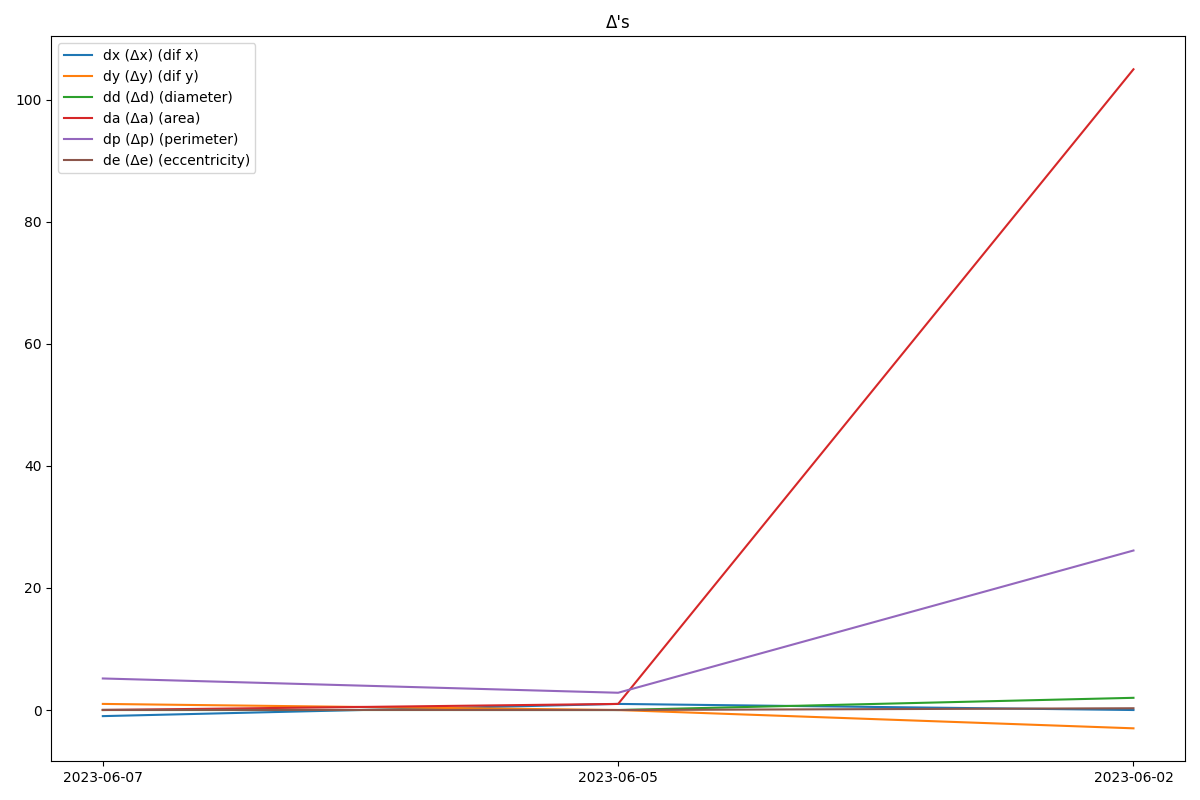 Δ's
dx (Δx) (dif x)
dy (Δy) (dif y)
dd (Δd) (diameter)
da (Δa) (area)
dp (Δp) (perimeter)
de (Δe) (eccentricity)
100
80
60
40
20
0
2023-06-07 2023-06-05 2023-06-02